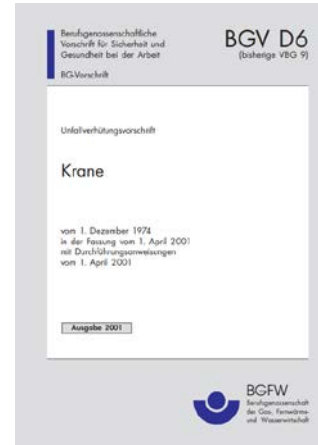 Berufsgenossenschaftliche
Vorschrift für Sicherheit und
Gesundheit bei der Arbeit
BG-Vorschrift
BGV D6
(bisherige VBG 9)
Unfallverhütungsvorschrift
Krane
vom 1. Dezember 1974
in der Fassung vom 1. April 2001
mit Durchführungsanweisungen
vom 1. April 2001
Ausgabe 2001
BGFW
Berufsgenossenschaft
der Gas-, Fernwärme-
und Wasserwirtschaft